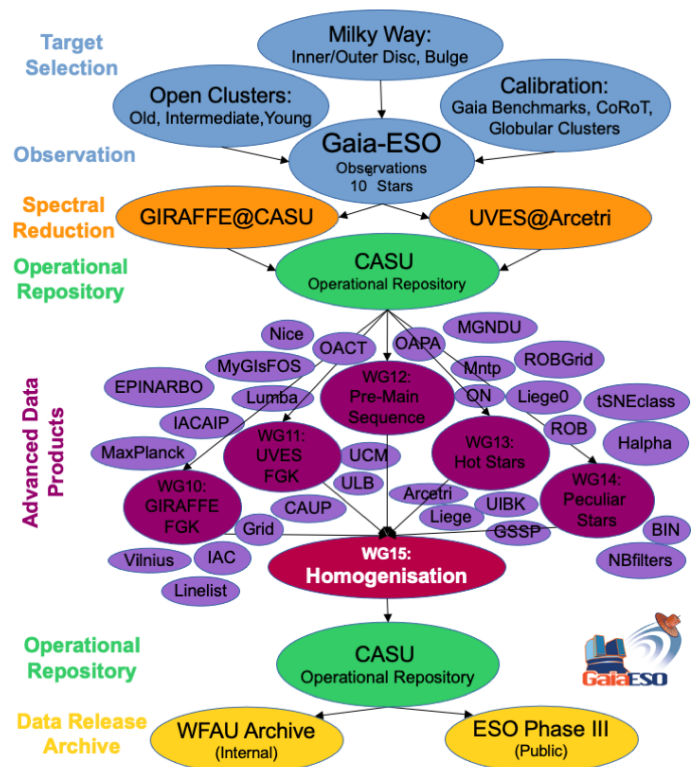 Target
Selection
Milky Way:
Inner/Outer Disc, Bulge
Open Clusters:
Old, Intermediate,Young
Calibration:
Gaia Benchmarks, CoRoT,
Globular Clusters
Observation
Gaia-ESO
Observations
10 Stars
Spectral
Reduction
GIRAFFE@CASU
UVES@Arcetri
Operational
Repository
CASU
Operational Repository
Advanced Data
Products
Nice
OACT
OAPA
MGNDU
MyGIsFOS
Mntp
ROBGrid
EPINARBO
Lumba
WG12:
Pre-Main
Sequence
ON
Liege0
tSNEclass
IACAIP
ROB
Halpha
MaxPlanck
WG11:
UVES
FGK
UCM
ULB
WG13:
Hot Stars
WG10:
GIRAFFE
FGK
CAUP
Arcetri
Liege
UIBK
GSSP
WG14:
Peculiar
Stars
Grid
BIN
Vilnius
IAC
NBfilters
Linelist
WG15:
Homogenisation
Operational
Repository
CASU
Operational Repository
GaiaESO
Data Release
Archive
WFAU Archive
(Internal)
ESO Phase III
(Public)